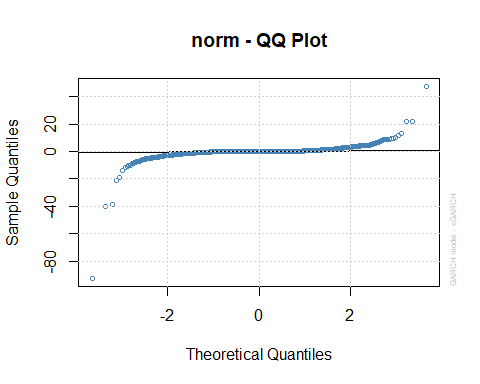 norm - QQ Plot
Sample Quantiles
20
0
-40
-80
-2
0
2
Theoretical Quantiles
GARCH model : sGARCH